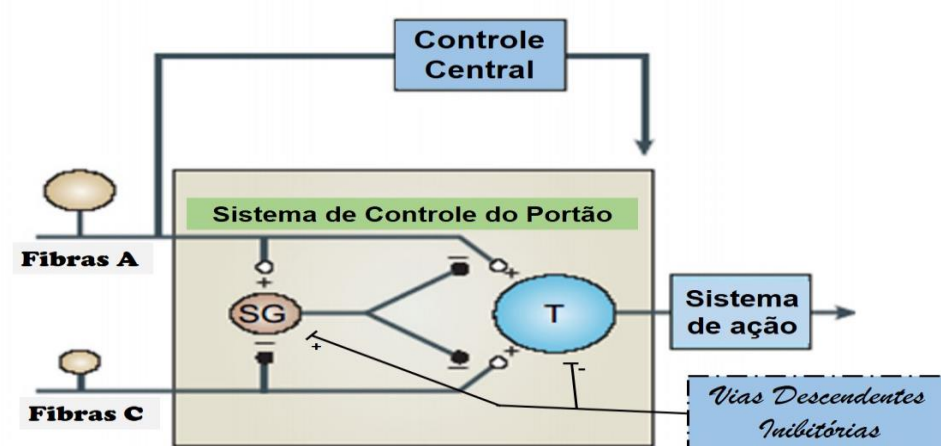 Controle
Central
Sistema de Controle do Portão
Fibras A
+
SG
+
−
−
+
T
+
−
-
Sistema
de ação
Fibras C
Vias Descendentes
Inibitórias